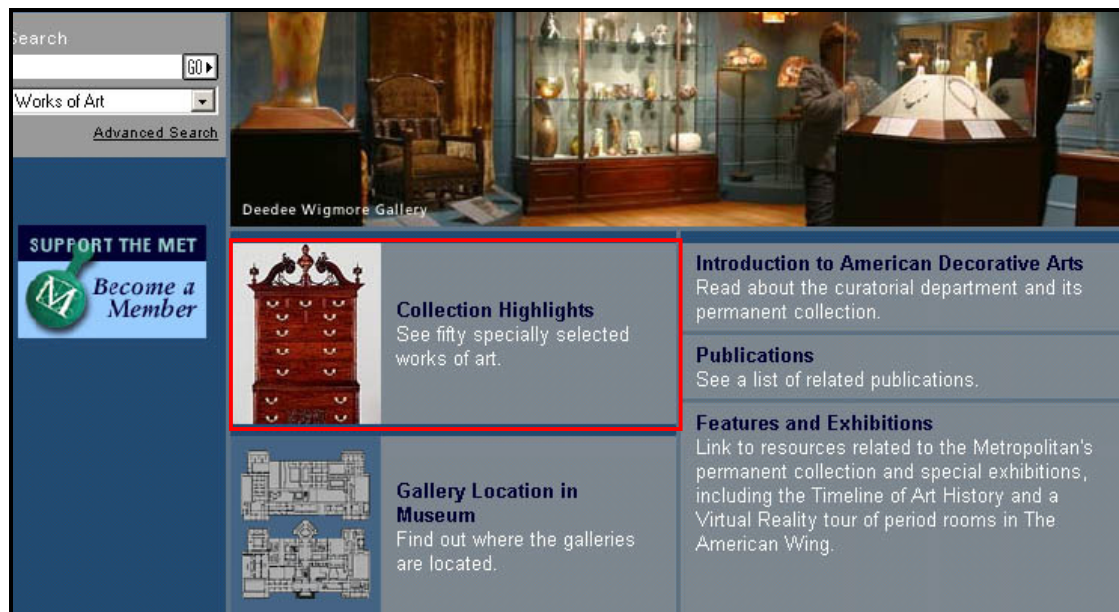 Search
GO
Works of Art
Advanced Search
SUPPORT THE MET
Become a
Member
Deedee Wigmore Gallery
Collection Highlights
See fifty specially selected
works of art.
Gallery Location in
Museum
Find out where the galleries
are located.
Introduction to American Decorative Arts
Read about the curatorial department and its
permanent collection.
Publications
See a list of related publications.
Features and Exhibitions
Link to resources related to the Metropolitan's
permanent collection and special exhibitions,
including the Timeline of Art History and a
Virtual Reality tour of period rooms in The
American Wing.